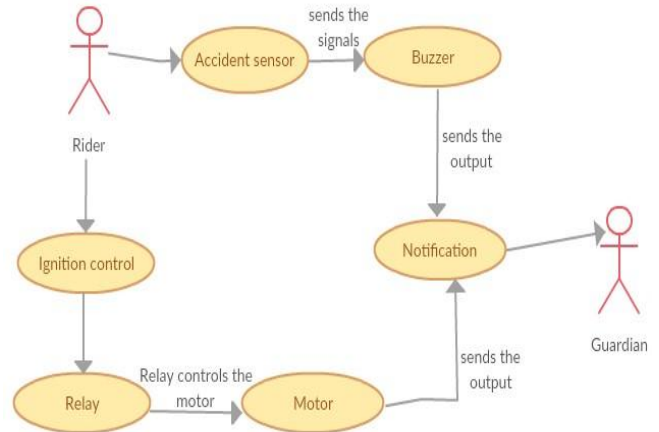 sends the
signals
Accident sensor
Buzzer
Rider
sends the
output
Ignition control
Notification
Guardian
Relay controls the
motor
sends the
output
Relay
Motor